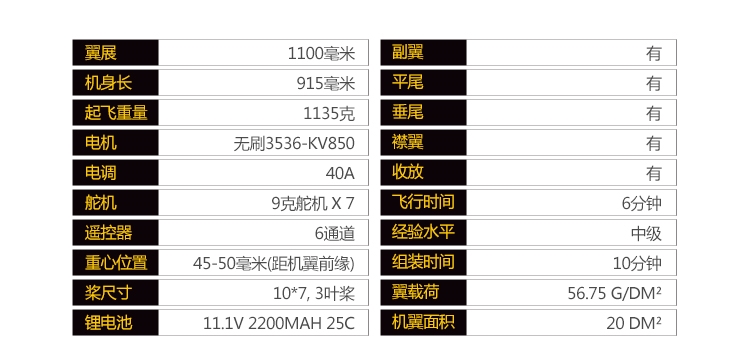 翼展 1100毫米 副翼 有
机身长 915毫米 平尾 有
起飞重量 1135克 垂尾 有
电机 无刷3536-KV850 襟翼 有
电调 40A 收放 有
舵机 9克舵机 X 7 飞行时间 6分钟
遥控器 6通道 经验水平 中级
重心位置 45-50毫米(距机翼前缘) 组装时间 10分钟
桨尺寸 10*7, 3叶桨 翼载荷 56.75 G/DM²
锂电池 11.1V 2200MAH 25C 机翼面积 20 DM²